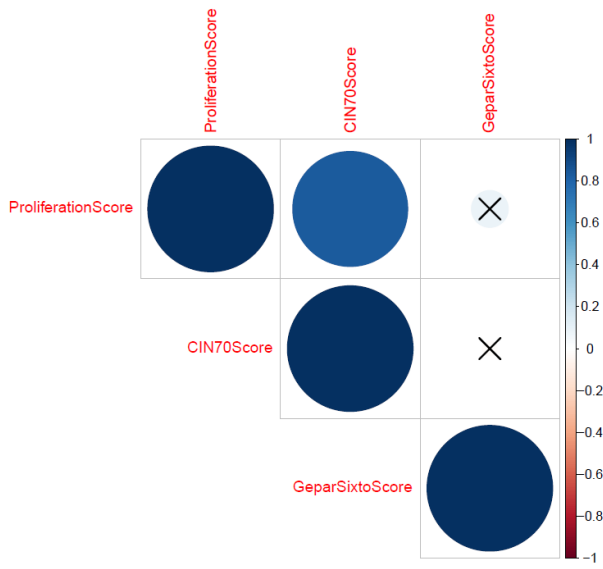 ProliferationScore
CIN70Score
GeparSixtoScore
ProliferationScore
CIN70Score
GeparSixtoScore
1
0.8
0.6
0.4
0.2
0
−0.2
−0.4
−0.6
−0.8
−1